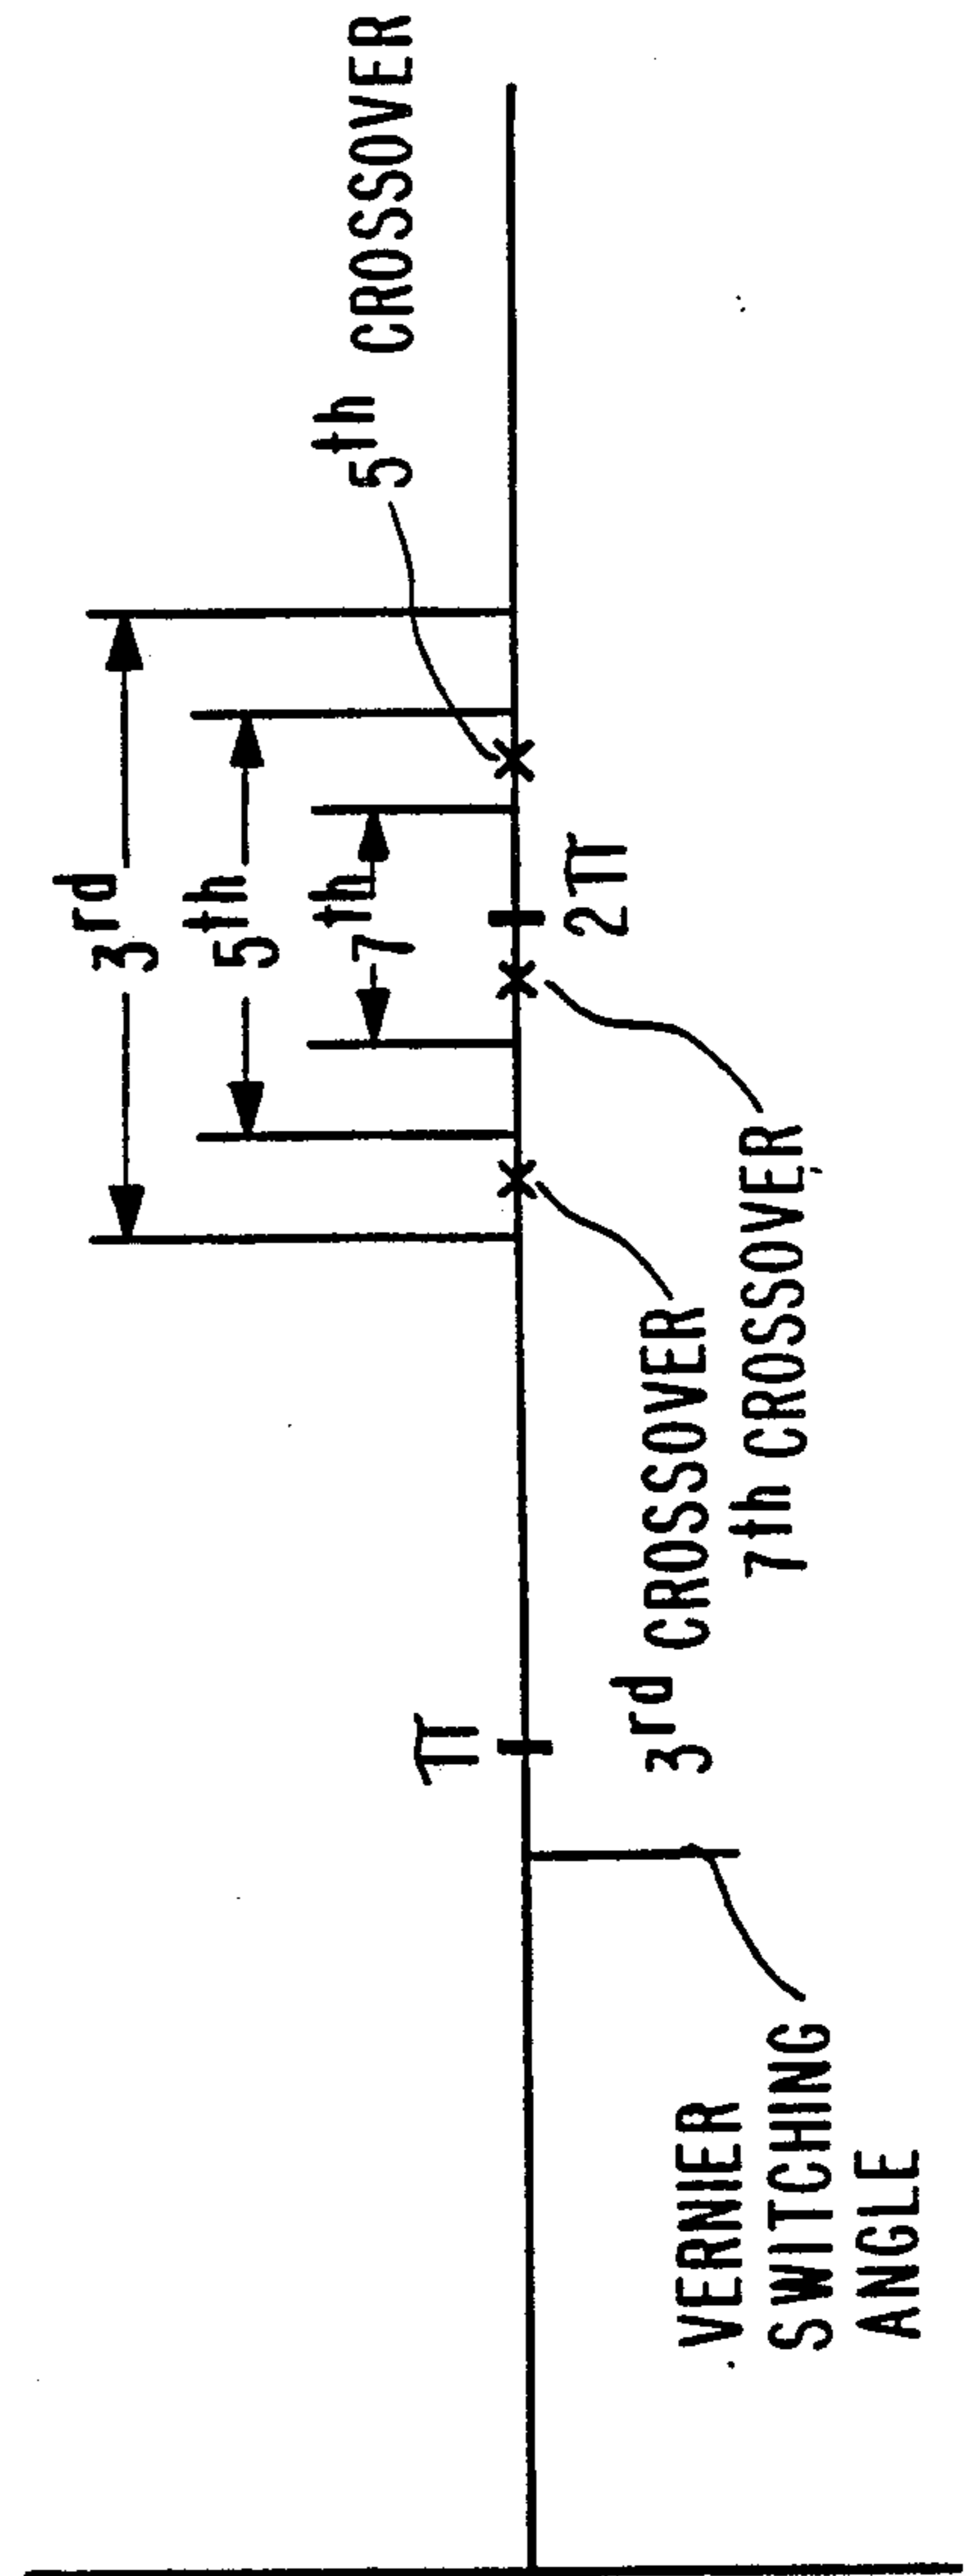 3rd
5th
7th
5th CROSSOVER
π
2π
3rd CROSSOVER
7th CROSSOVER
VERNIER
SWITCHING
ANGLE